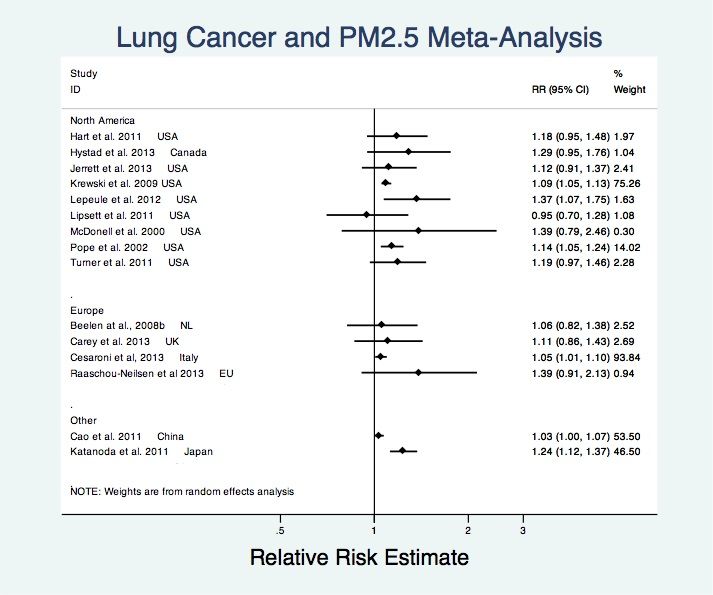 Lung Cancer and PM2.5 Meta-Analysis
Study %
ID RR (95% CI) Weight
North America
Hart et al. 2011 USA 1.18 (0.95, 1.48) 1.97
Hystad et al. 2013 Canada 1.29 (0.95, 1.76) 1.04
Jerrett et al. 2013 USA 1.12 (0.91, 1.37) 2.41
Krewski et al. 2009 USA 1.09 (1.05, 1.13) 75.26
Lepeule et al. 2012 USA 1.37 (1.07, 1.75) 1.63
Lipsett et al. 2011 USA 0.95 (0.70, 1.28) 1.08
McDonell et al. 2000 USA 1.39 (0.79, 2.46) 0.30
Pope et al. 2002 USA 1.14 (1.05, 1.24) 14.02
Turner et al. 2011 USA 1.19 (0.97, 1.46) 2.28
.
Europe
Beelen at al., 2008b NL 1.06 (0.82, 1.38) 2.52
Carey et al. 2013 UK 1.11 (0.86, 1.43) 2.69
Cesaroni et al, 2013 Italy 1.05 (1.01, 1.10) 93.84
Raaschou-Neilsen et al 2013 EU 1.39 (0.91, 2.13) 0.94
.
Other
Cao et al. 2011 China 1.03 (1.00, 1.07) 53.50
Katanoda et al. 2011 Japan 1.24 (1.12, 1.37) 46.50
.
NOTE: Weights are from random effects analysis
.5 1 2 3
Relative Risk Estimate